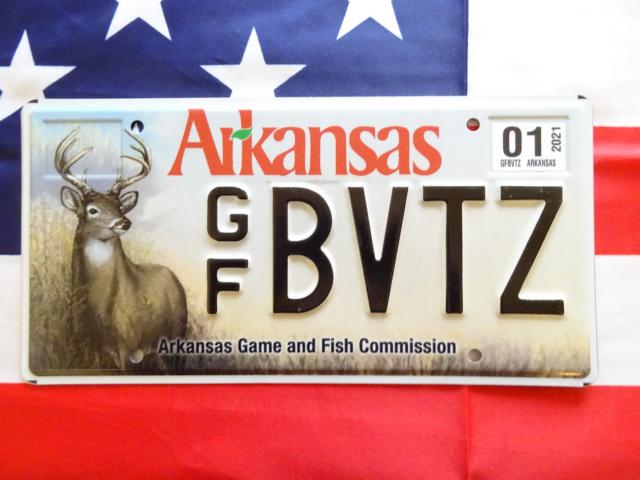 Arkansas
01 2021
GFBVTZ ARKANSAS
GF BVTZ
Arkansas Game and Fish Commission